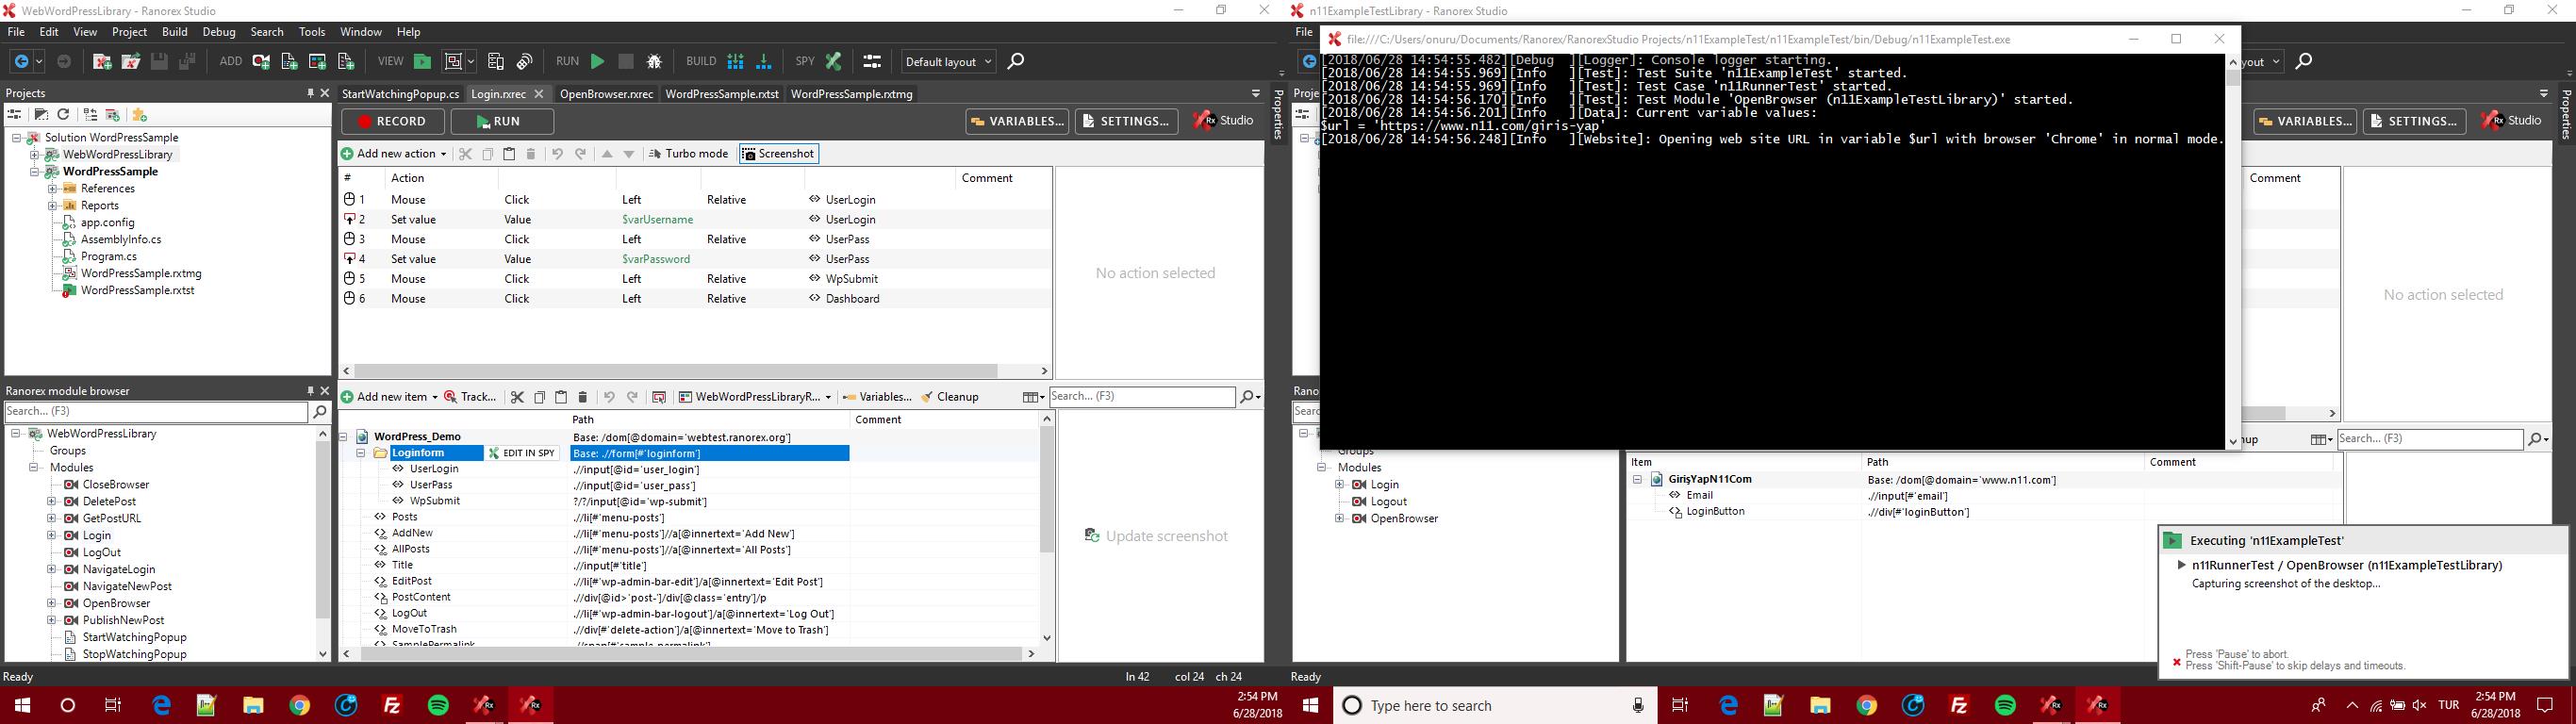 WebWordPressLibrary - Ranorex Studio
File Edit View Project Build Debug Search Tools Window Help
ADD VIEW RUN BUILD SPY Default layout
Projects
Solution WordPressSample
WebWordPressLibrary
WordPressSample
References
Reports
app.config
AssemblyInfo.cs
Program.cs
WordPressSample.rxtmg
WordPressSample.rxtst
Ranorex module browser
Search... (F3)
WebWordPressLibrary
Groups
Modules
CloseBrowser
DeletePost
GetPostURL
Login
LogOut
NavigateLogin
NavigateNewPost
OpenBrowser
PublishNewPost
StartWatchingPopup
StopWatchingPopup
StartWatchingPopup.cs Login.rxrec OpenBrowser.rxrec WordPressSample.rxtst WordPressSample.rxtmg
RECORD RUN VARIABLES... SETTINGS... Rx Studio
Add new action Turbo mode Screenshot
# Action Comment
1 Mouse Click Left Relative UserLogin
2 Set value Value $varUsername UserLogin
3 Mouse Click Left Relative UserPass
4 Set value Value $varPassword UserPass
5 Mouse Click Left Relative WpSubmit
6 Mouse Click Left Relative Dashboard
No action selected
Add new item Track... WebWordPressLibraryR... Variables... Cleanup Search... (F3)
Path Comment
WordPress_Demo Base: /dom[@domain='webtest.ranorex.org']
Loginform EDIT IN SPY Base: .//form[#'loginform']
UserLogin .//input[@id='user_login']
UserPass .//input[@id='user_pass']
WpSubmit ?/?/input[@id='wp-submit']
Posts .//li[#'menu-posts']
AddNew .//li[#'menu-posts']//a[@innertext='Add New']
AllPosts .//li[#'menu-posts']//a[@innertext='All Posts']
Title .//input[#'title']
EditPost .//li[#'wp-admin-bar-edit']/a[@innertext='Edit Post']
PostContent .//div[@id>'post-']/div[@class='entry']/p
LogOut .//li[#'wp-admin-bar-logout']/a[@innertext='Log Out']
MoveToTrash .//div[#'delete-action']/a[@innertext='Move to Trash']
SamplePermalink .//span[#'sample-permalink']
Update screenshot
Properties
Ready ln 42 col 24 ch 24
2:54 PM
6/28/2018
n11ExampleTestLibrary - Ranorex Studio
File
file:///C:/Users/onuru/Documents/Ranorex/RanorexStudio Projects/n11ExampleTest/n11ExampleTest/bin/Debug/n11ExampleTest.exe
[2018/06/28 14:54:55.482][Debug ][Logger]: Console logger starting.
[2018/06/28 14:54:55.969][Info ][Test]: Test Suite 'n11ExampleTest' started.
[2018/06/28 14:54:55.969][Info ][Test]: Test Case 'n11RunnerTest' started.
[2018/06/28 14:54:56.170][Info ][Test]: Test Module 'OpenBrowser (n11ExampleTestLibrary)' started.
[2018/06/28 14:54:56.201][Info ][Data]: Current variable values:
$url = 'https://www.n11.com/giris-yap'
[2018/06/28 14:54:56.248][Info ][Website]: Opening web site URL in variable $url with browser 'Chrome' in normal mode.
yout
Proje
VARIABLES... SETTINGS... Rx Studio
Comment
No action selected
Properties
Rano
Searc
Groups
Modules
Login
Logout
OpenBrowser
nup Search... (F3)
Item Path Comment
GirişYapN11Com Base: /dom[@domain='www.n11.com']
Email .//input[#'email']
LoginButton .//div[#'loginButton']
Executing 'n11ExampleTest'
n11RunnerTest / OpenBrowser (n11ExampleTestLibrary)
Capturing screenshot of the desktop...
Press 'Pause' to abort.
Press 'Shift-Pause' to skip delays and timeouts.
Ready
Type here to search
TUR
2:54 PM
6/28/2018